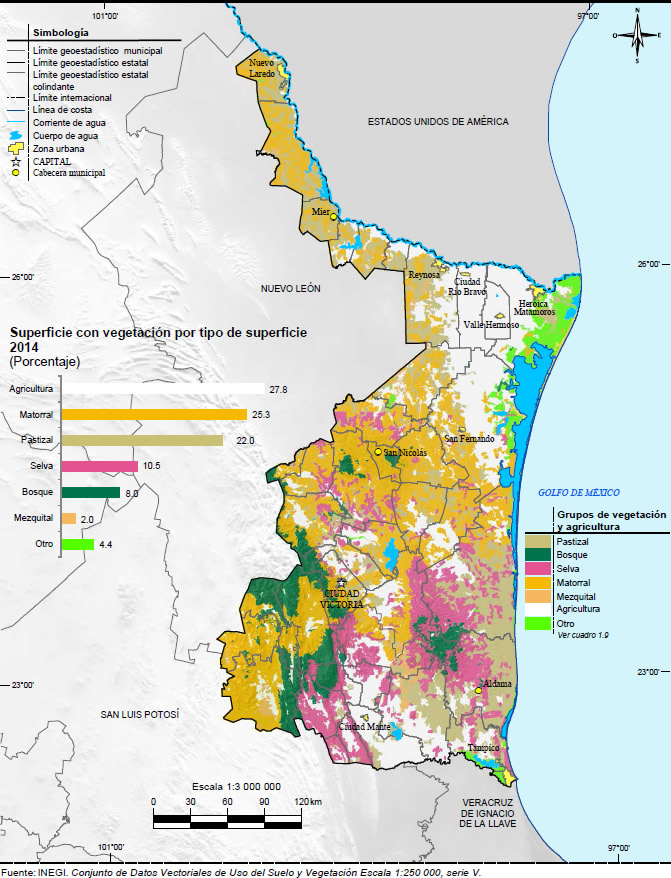 101°00'
97°00'
Simbología
Límite geoestadístico municipal
Límite geoestadístico estatal
Límite geoestadístico estatal
colindante
Límite internacional
Línea de costa
Corriente de agua
Cuerpo de agua
Zona urbana
CAPITAL
Cabecera municipal
N
O
E
S
Nuevo
Laredo
ESTADOS UNIDOS DE AMÉRICA
Mier
26°00'
26°00'
NUEVO LEÓN
Reynosa
Ciudad
Río Bravo
Heroica
Matamoros
Valle Hermoso
Superficie con vegetación por tipo de superficie
2014
(Porcentaje)
Agricultura 27.8
Matorral 25.3
Pastizal 22.0
Selva 10.5
Bosque 8.0
Mezquital 2.0
Otro 4.4
San Fernando
San Nicolás
GOLFO DE MÉXICO
Grupos de vegetación
y agricultura
Pastizal
Bosque
Selva
Matorral
Mezquital
Agricultura
Otro
Ver cuadro 1.9
CIUDAD
VICTORIA
23°00'
23°00'
Aldama
SAN LUIS POTOSÍ
Ciudad Mante
Tampico
Escala 1:3 000 000
0 30 60 90 120 km
VERACRUZ
DE IGNACIO
DE LA LLAVE
101°00'
97°00'
Fuente: INEGI. Conjunto de Datos Vectoriales de Uso del Suelo y Vegetación Escala 1:250 000, serie V.